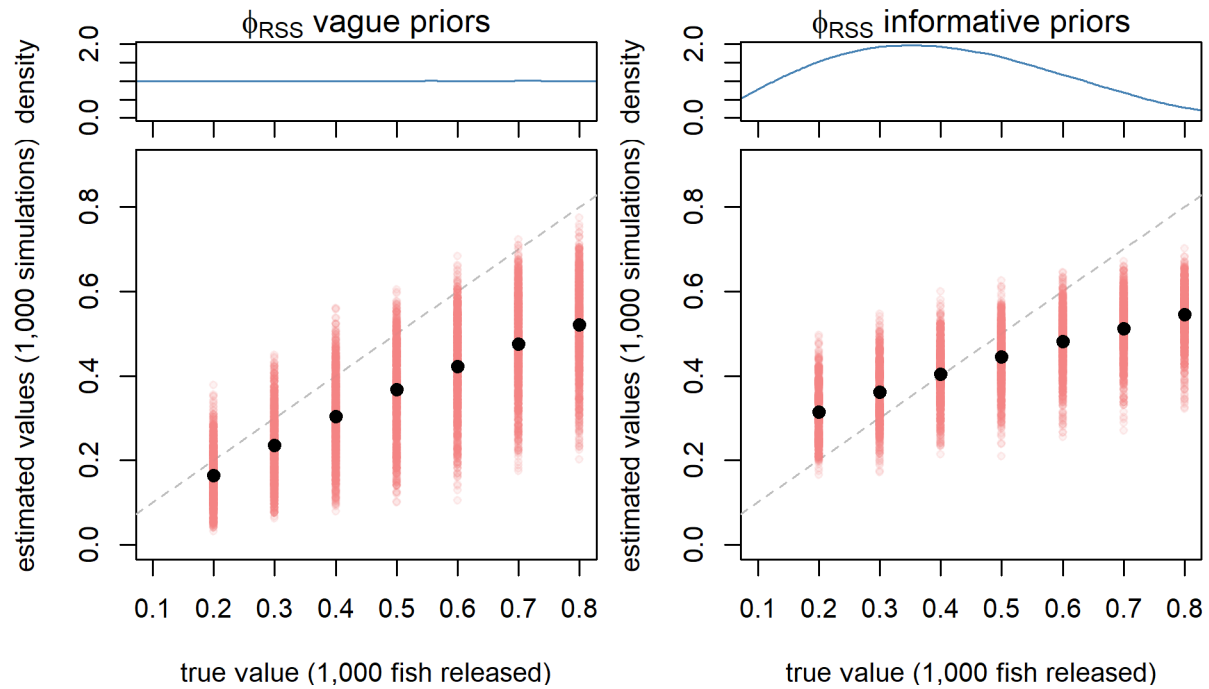 ϕRSS vague priors
density
0.0
2.0
estimated values (1,000 simulations)
0.0
0.2
0.4
0.6
0.8
0.1 0.2 0.3 0.4 0.5 0.6 0.7 0.8
true value (1,000 fish released)
ϕRSS informative priors
density
0.0
2.0
estimated values (1,000 simulations)
0.0
0.2
0.4
0.6
0.8
0.1 0.2 0.3 0.4 0.5 0.6 0.7 0.8
true value (1,000 fish released)